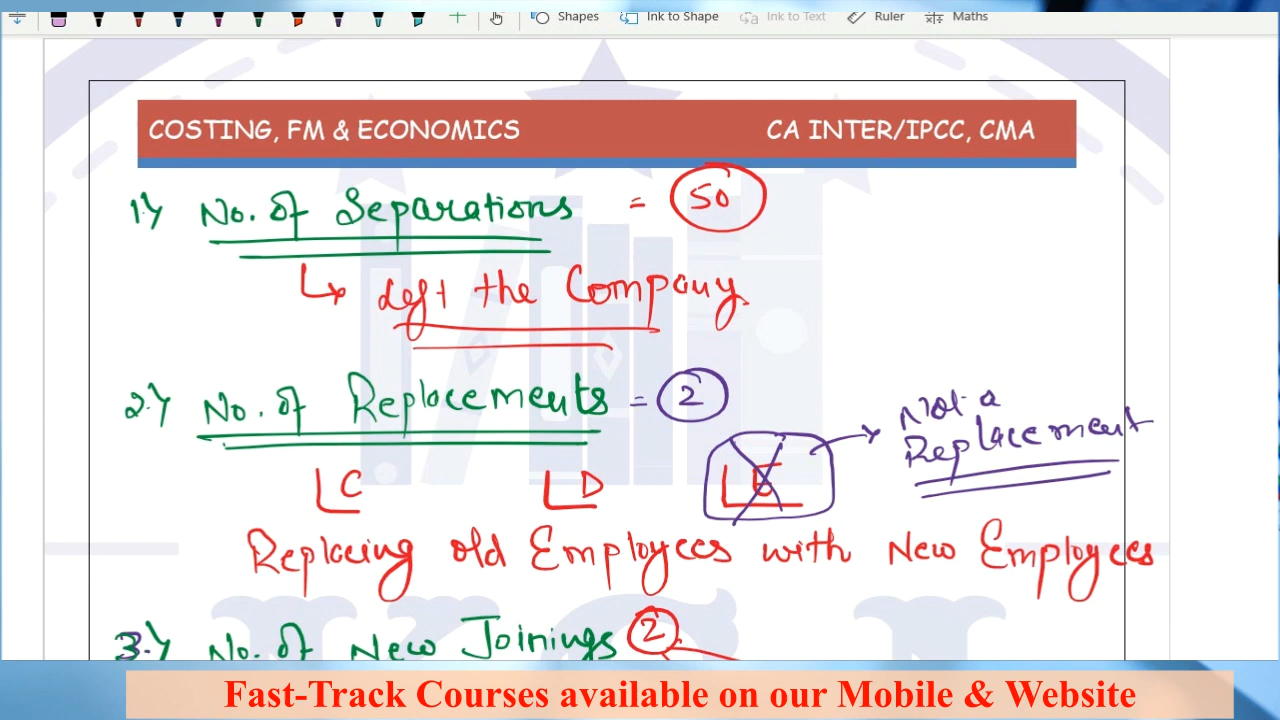 Shapes Ink to Shape Ink to Text Ruler Maths
COSTING, FM & ECONOMICS CA INTER/IPCC, CMA
1.) No. of Separations = 50
↳ Left the Company.
2.) No. of Replacements = 2
C D E → Not a
Replacement
Replacing old Employees with New Employees
3.) No. of New Joinings 2
Fast-Track Courses available on our Mobile & Website